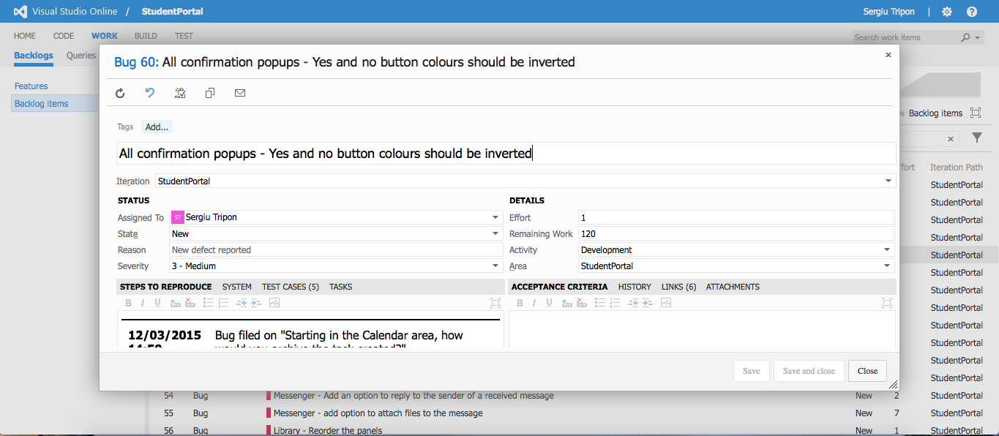 Visual Studio Online / StudentPortal Sergiu Tripon |
HOME CODE WORK BUILD TEST
Search work items
Backlogs Queries
Features
Backlog items
Bug 60: All confirmation popups - Yes and no button colours should be inverted
Tags Add...
All confirmation popups - Yes and no button colours should be inverted
Iteration StudentPortal
STATUS
Assigned To ST Sergiu Tripon
State New
Reason New defect reported
Severity 3 - Medium
DETAILS
Effort 1
Remaining Work 120
Activity Development
Area StudentPortal
STEPS TO REPRODUCE SYSTEM TEST CASES (5) TASKS
B I U
12/03/2015 Bug filed on "Starting in the Calendar area, how
14:59 would you archive the task created?"
ACCEPTANCE CRITERIA HISTORY LINKS (6) ATTACHMENTS
B I U
Save Save and close Close
Backlog items
Iteration Path
StudentPortal
StudentPortal
StudentPortal
StudentPortal
StudentPortal
StudentPortal
StudentPortal
StudentPortal
StudentPortal
StudentPortal
StudentPortal
StudentPortal
54 Bug Messenger - Add an option to reply to the sender of a received message New 2 StudentPortal
55 Bug Messenger - add option to attach files to the message New 7 StudentPortal
56 Bug Library - Reorder the panels New 1 StudentPortal